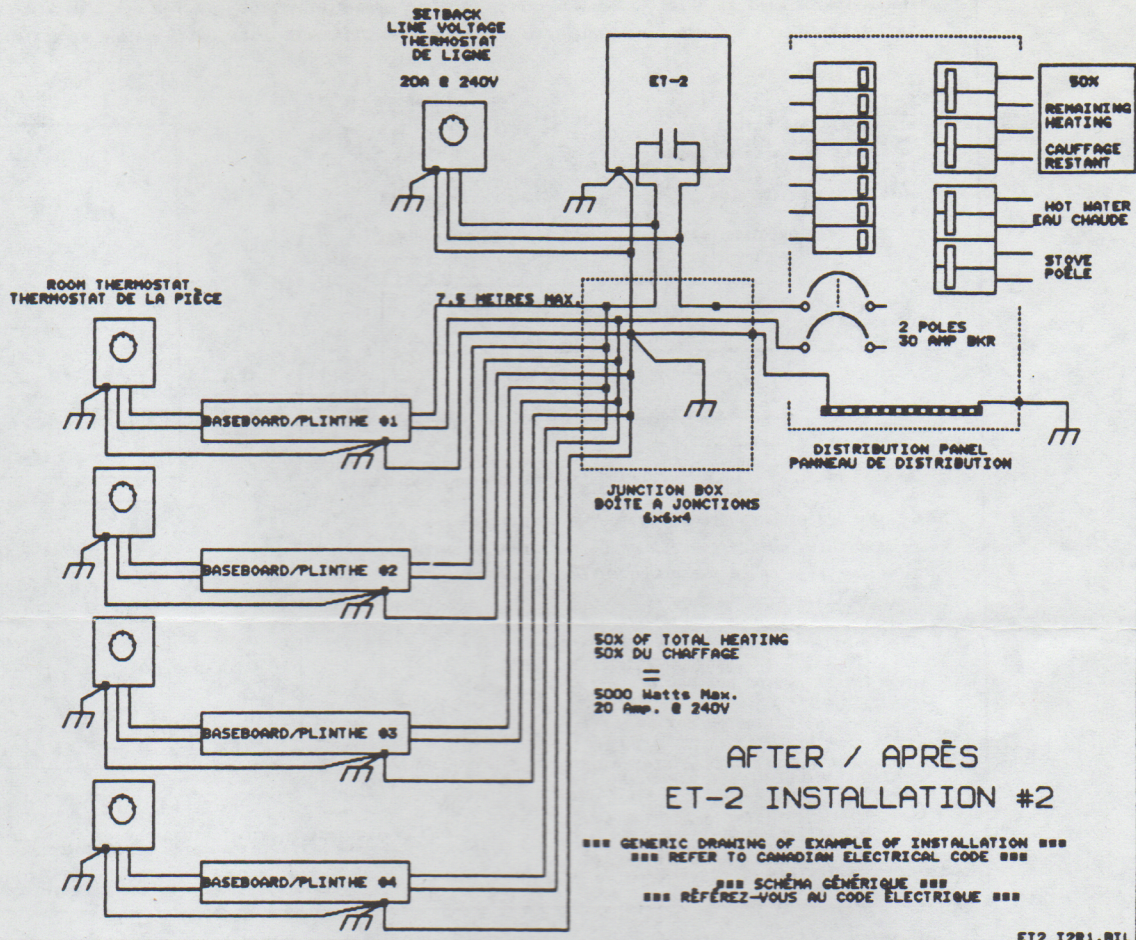 SETBACK
LINE VOLTAGE
THERMOSTAT
DE LIGNE
20A @ 240V
ET-2
50%
REMAINING
HEATING
CAUFFAGE
RESTANT
HOT WATER
EAU CHAUDE
STOVE
POÊLE
ROOM THERMOSTAT
THERMOSTAT DE LA PIÈCE
7.5 METRES MAX.
2 POLES
30 AMP BKR
BASEBOARD/PLINTHE #1
DISTRIBUTION PANEL
PANNEAU DE DISTRIBUTION
JUNCTION BOX
BOÎTE A JONCTIONS
6x6x4
BASEBOARD/PLINTHE #2
50% OF TOTAL HEATING
50% DU CHAFFAGE
=
5000 Watts Max.
20 Amp. @ 240V
BASEBOARD/PLINTHE #3
AFTER / APRÈS
ET-2 INSTALLATION #2
*** GENERIC DRAWING OF EXAMPLE OF INSTALLATION ***
*** REFER TO CANADIAN ELECTRICAL CODE ***
BASEBOARD/PLINTHE #4
*** SCHÉMA GÉNÉRIQUE ***
*** RÉFÉREZ-VOUS AU CODE ÉLECTRIQUE ***